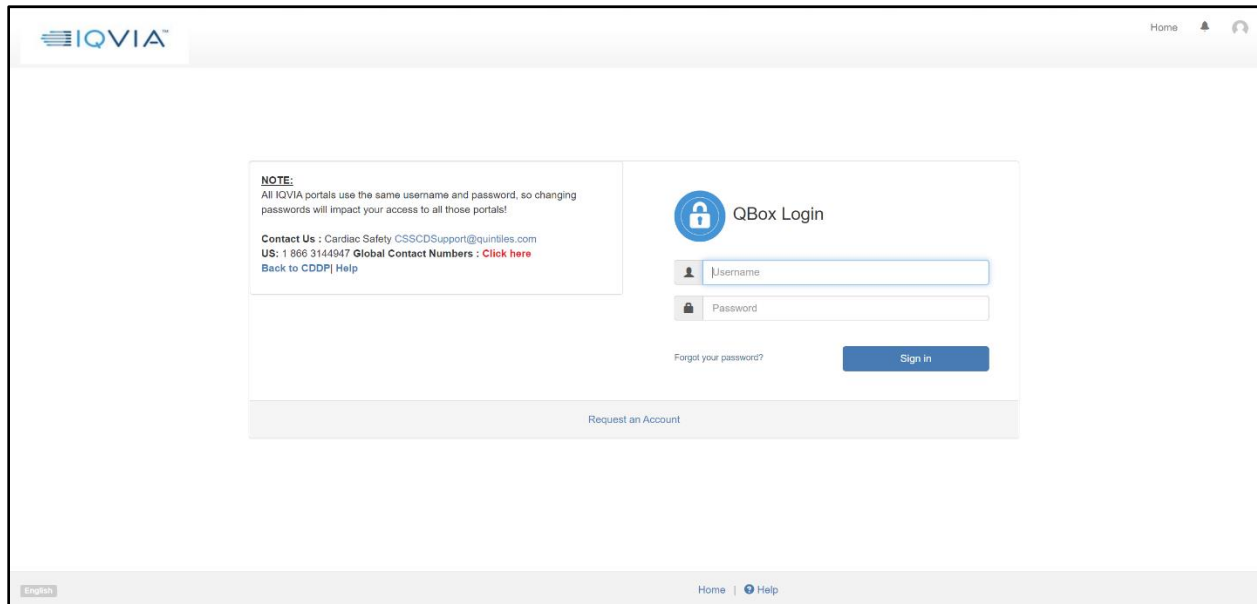 IQVIA™
Home
NOTE:
All IQVIA portals use the same username and password, so changing
passwords will impact your access to all those portals!
Contact Us : Cardiac Safety CSSCDSupport@quintiles.com
US: 1 866 3144947 Global Contact Numbers : Click here
Back to CDDP| Help
QBox Login
Username
Password
Forgot your password?
Sign in
Request an Account
English
Home | Help